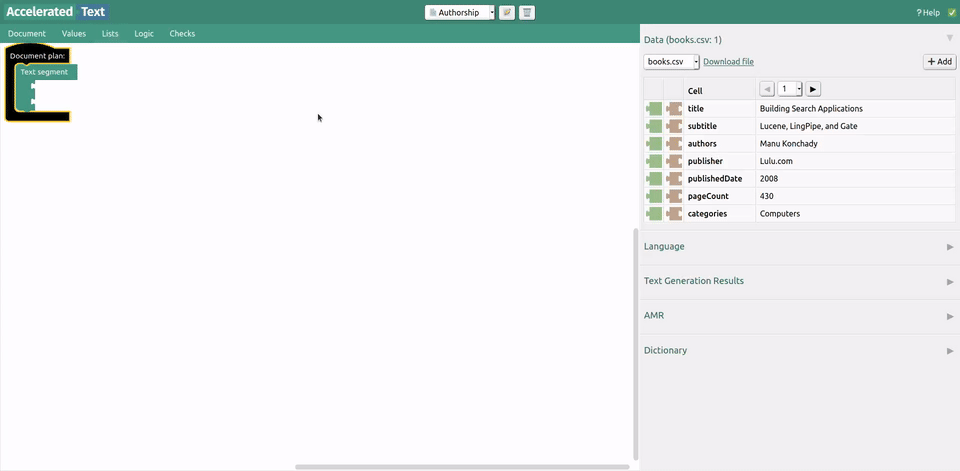 Accelerated Text
Authorship
? Help
Document Values Lists Logic Checks
Document plan:
Text segment
Data (books.csv: 1)
books.csv Download file + Add
Cell 1
title Building Search Applications
subtitle Lucene, LingPipe, and Gate
authors Manu Konchady
publisher Lulu.com
publishedDate 2008
pageCount 430
categories Computers
Language
Text Generation Results
AMR
Dictionary